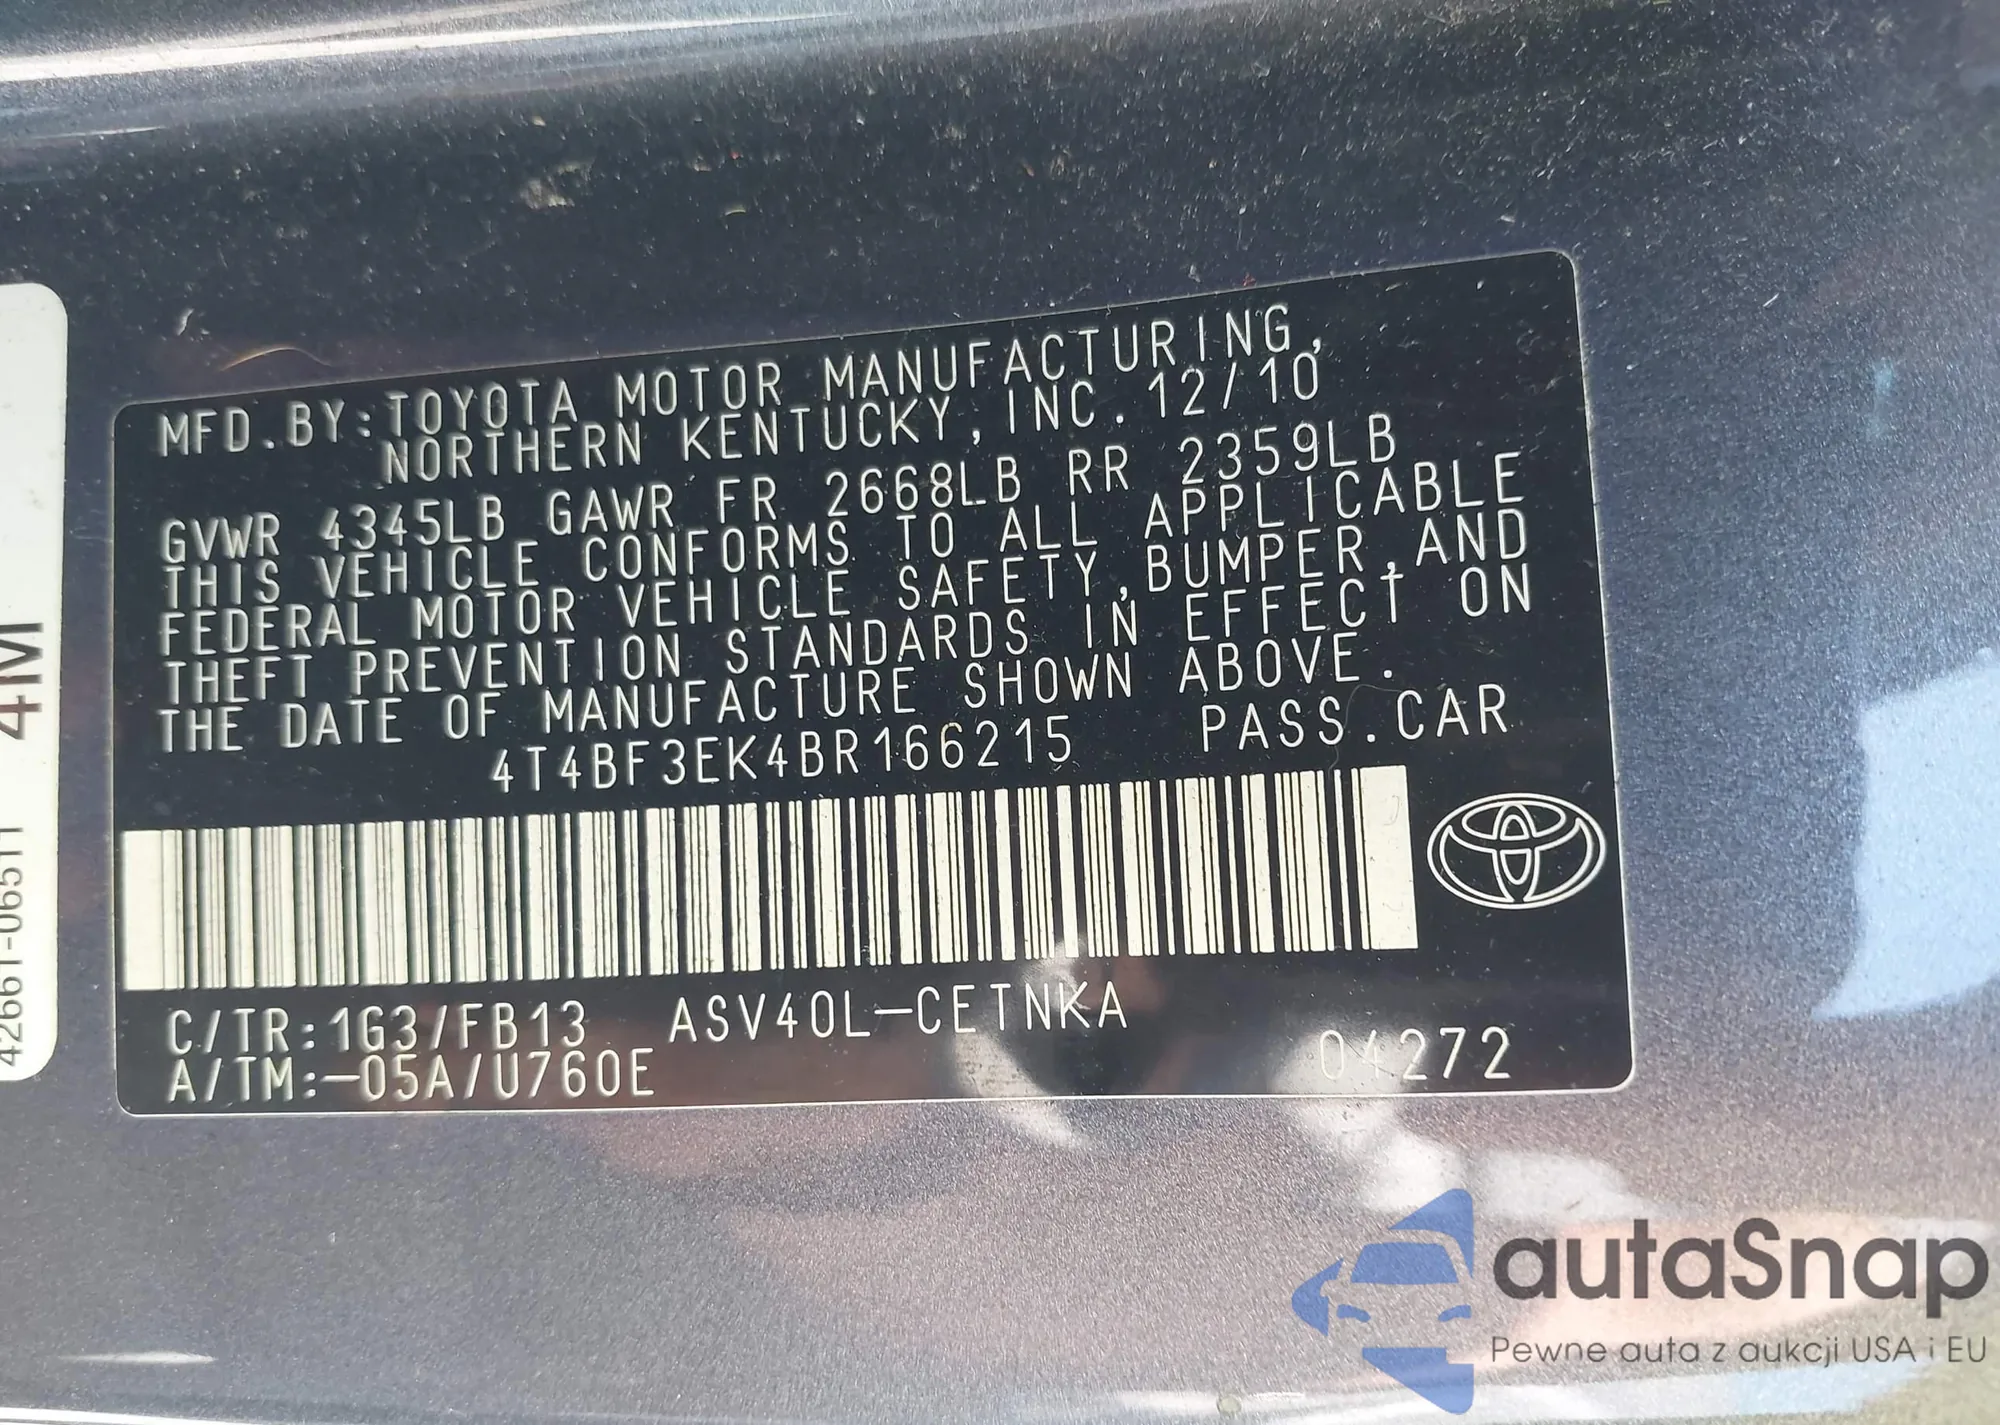 MFD.BY:TOYOTA MOTOR MANUFACTURING,
NORTHERN KENTUCKY, INC. 12/10
GVWR 4345LB GAWR FR 2668LB RR 2359LB
THIS VEHICLE CONFORMS TO ALL APPLICABLE
FEDERAL MOTOR VEHICLE SAFETY,BUMPER,AND
THEFT PREVENTION STANDARDS IN EFFECT ON
THE DATE OF MANUFACTURE SHOWN ABOVE.
4T4BF3EK4BR166215 PASS.CAR
C/TR:1G3/FB13 ASV40L-CETNKA
A/TM:-05A/U760E 04272
4M
42661-06511
autaSnap
Pewne auta z aukcji USA i EU